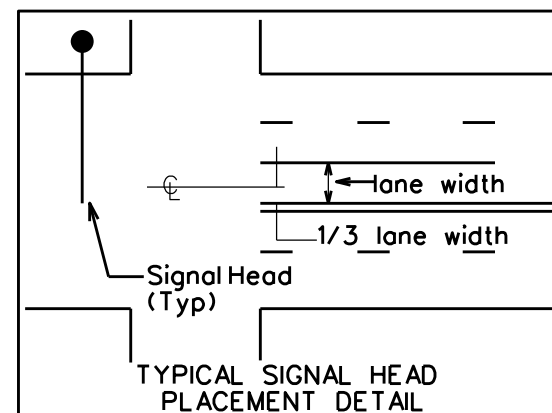 ℄
lane width
1/3 lane width
Signal Head
(Typ)
TYPICAL SIGNAL HEAD
PLACEMENT DETAIL